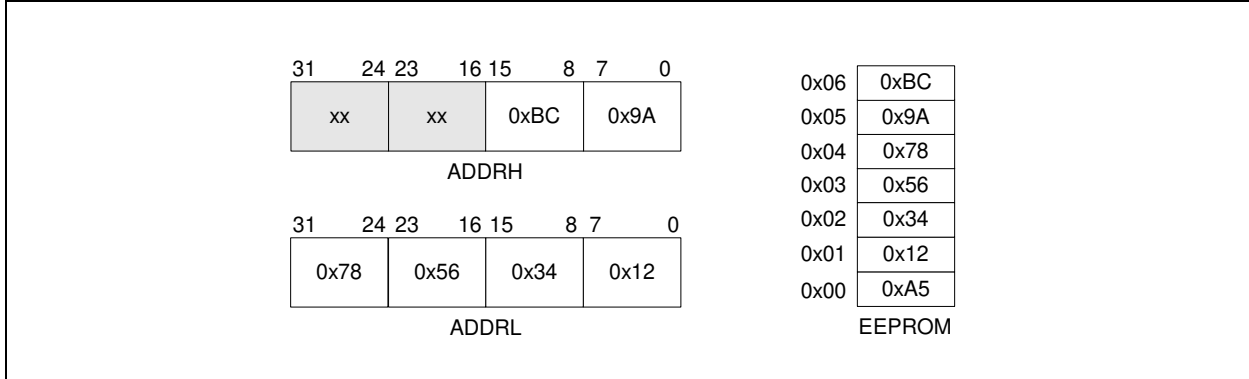 31 24 23 16 15 8 7 0
xx xx 0xBC 0x9A
ADDRH
31 24 23 16 15 8 7 0
0x78 0x56 0x34 0x12
ADDRL
0x06 0xBC
0x05 0x9A
0x04 0x78
0x03 0x56
0x02 0x34
0x01 0x12
0x00 0xA5
EEPROM